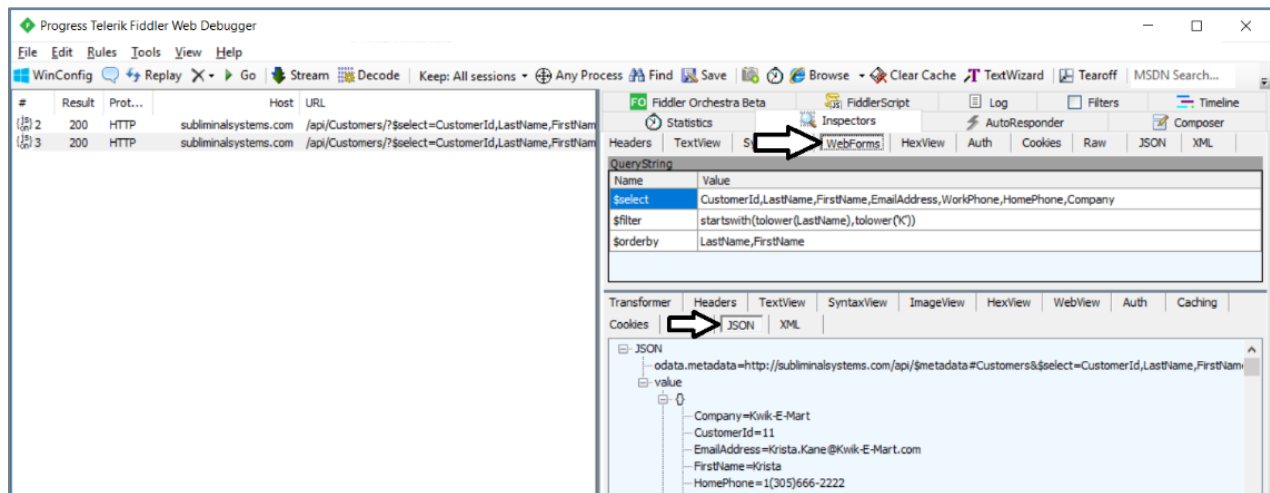 Progress Telerik Fiddler Web Debugger
File Edit Rules Tools View Help
WinConfig Replay Go Stream Decode Keep: All sessions Any Process Find Save Browse Clear Cache TextWizard Tearoff MSDN Search...
# Result Prot... Host URL
2 200 HTTP subliminalsystems.com /api/Customers/?$select=CustomerId,LastName,FirstNam
3 200 HTTP subliminalsystems.com /api/Customers/?$select=CustomerId,LastName,FirstNam
FO Fiddler Orchestra Beta FiddlerScript Log Filters Timeline
Statistics Inspectors AutoResponder Composer
Headers TextView WebForms HexView Auth Cookies Raw JSON XML
QueryString
Name Value
$select CustomerId,LastName,FirstName,EmailAddress,WorkPhone,HomePhone,Company
$filter startswith(tolower(LastName),tolower('K'))
$orderby LastName,FirstName
Transformer Headers TextView SyntaxView ImageView HexView WebView Auth Caching
Cookies JSON XML
JSON
odata.metadata=http://subliminalsystems.com/api/$metadata#Customers&$select=CustomerId,LastName,FirstName
value
{}
Company=Kwik-E-Mart
CustomerId=11
EmailAddress=Krista.Kane@Kwik-E-Mart.com
FirstName=Krista
HomePhone=1(305)666-2222